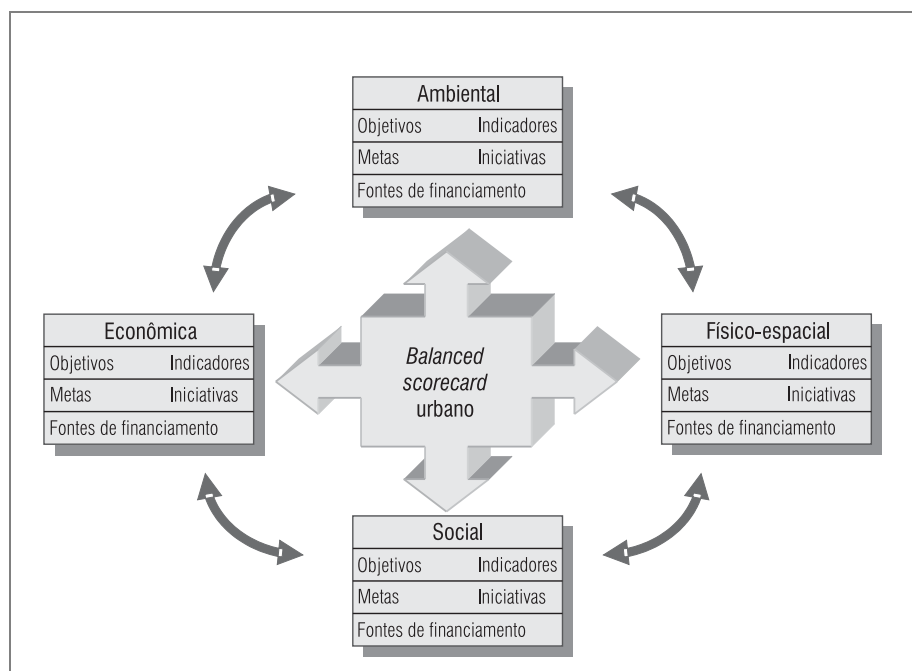 Ambiental
Objetivos Indicadores
Metas Iniciativas
Fontes de financiamento
Econômica
Objetivos Indicadores
Metas Iniciativas
Fontes de financiamento
Balanced
scorecard
urbano
Físico-espacial
Objetivos Indicadores
Metas Iniciativas
Fontes de financiamento
Social
Objetivos Indicadores
Metas Iniciativas
Fontes de financiamento